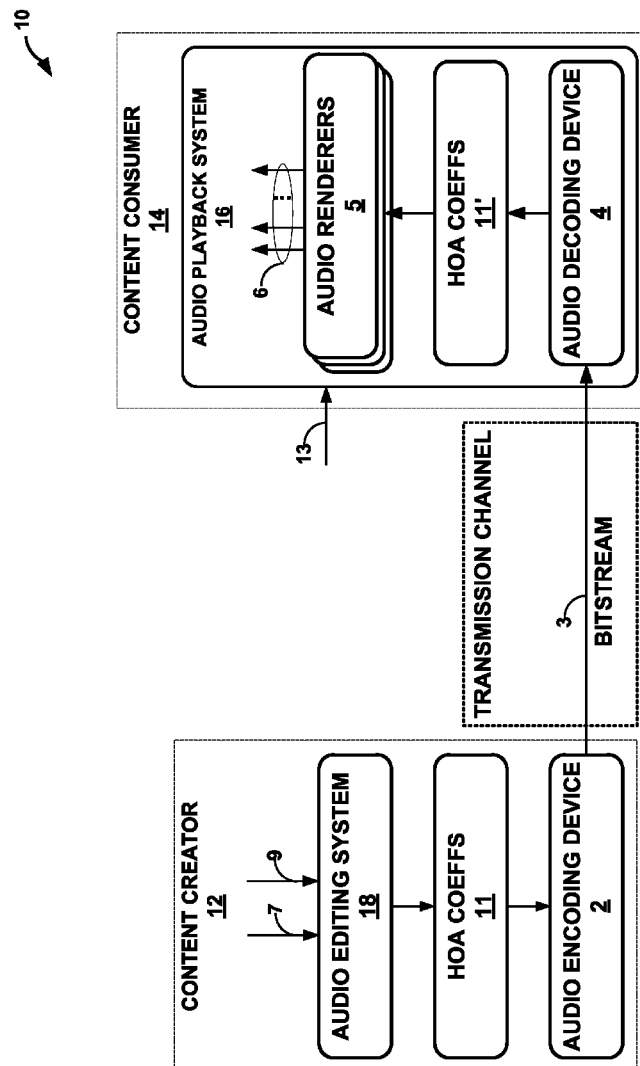 10
CONTENT CREATOR
12
7
9
AUDIO EDITING SYSTEM
18
HOA COEFFS
11
AUDIO ENCODING DEVICE
2
TRANSMISSION CHANNEL
3
BITSTREAM
CONTENT CONSUMER
14
AUDIO PLAYBACK SYSTEM
16
13
6
AUDIO RENDERERS
5
HOA COEFFS
11'
AUDIO DECODING DEVICE
4